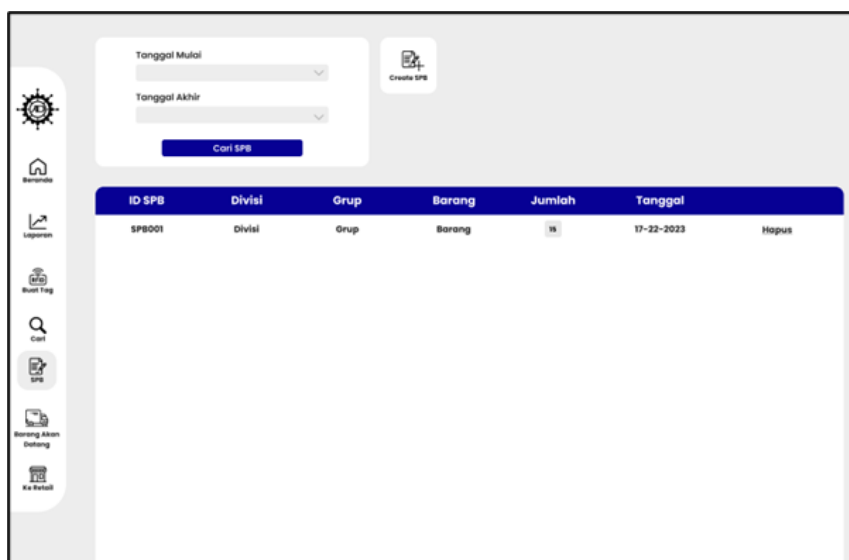 Tanggal Mulai
Tanggal Akhir
Cari SPB
Create SPB
Beranda
Laporan
RFID
Buat Tag
Cari
SPB
Barang Akan
Datang
Ke Retail
ID SPB Divisi Grup Barang Jumlah Tanggal
SPB001 Divisi Grup Barang 15 17-22-2023 Hapus